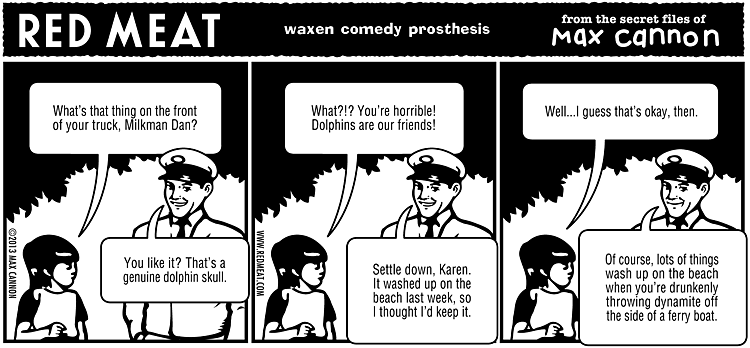 RED MEAT
waxen comedy prosthesis
from the secret files of
Max cannon
What's that thing on the front
of your truck, Milkman Dan?
You like it? That's a
genuine dolphin skull.
©2013 MAX CANNON
What?!? You're horrible!
Dolphins are our friends!
Settle down, Karen.
It washed up on the
beach last week, so
I thought I'd keep it.
WWW.REDMEAT.COM
Well...I guess that's okay, then.
Of course, lots of things
wash up on the beach
when you're drunkenly
throwing dynamite off
the side of a ferry boat.